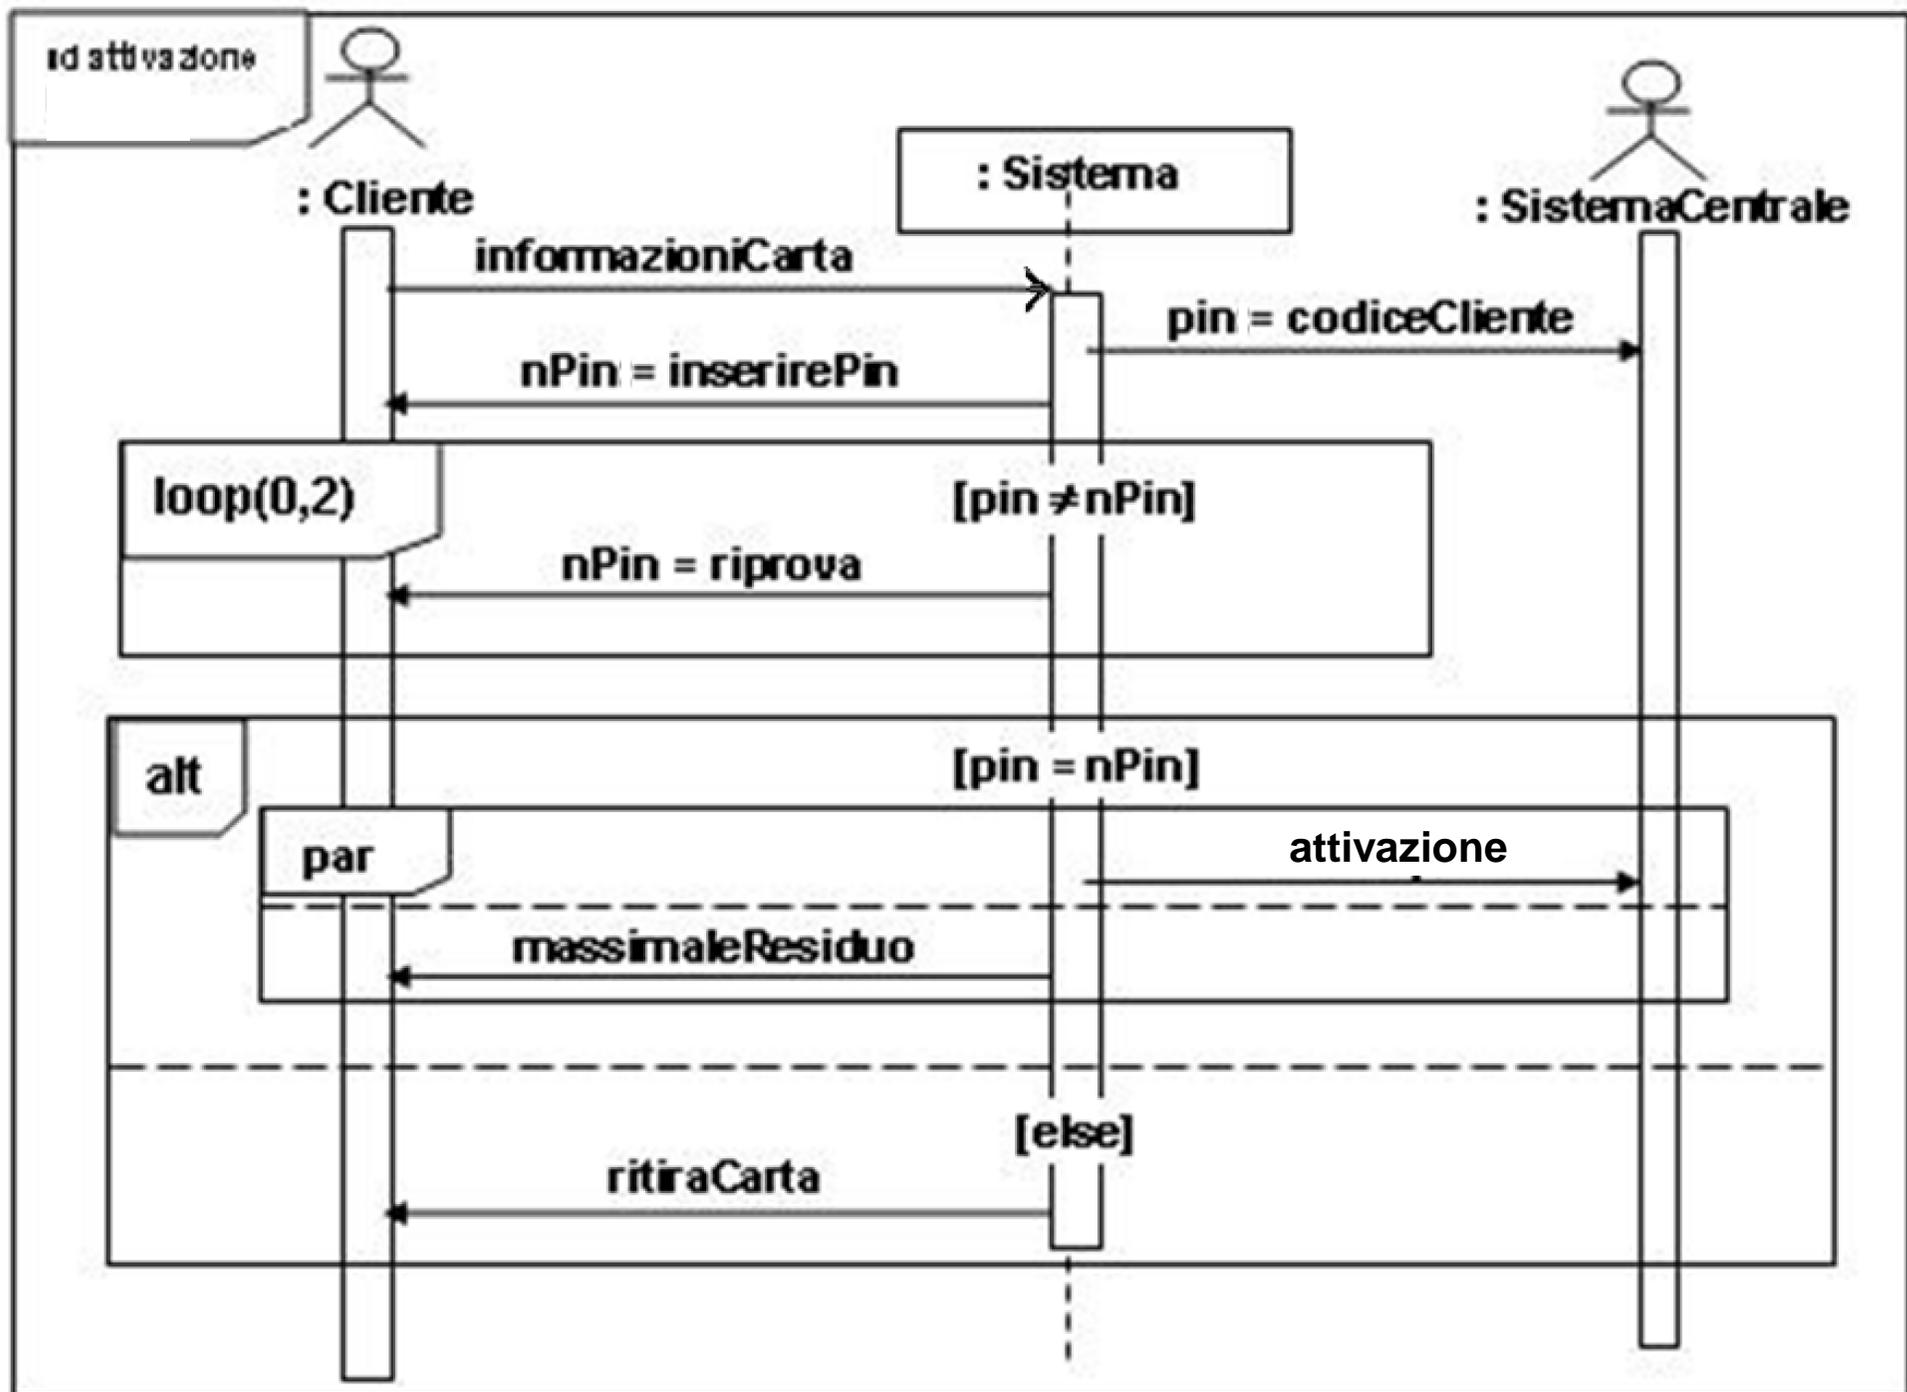 sd attivazione
: Cliente
: Sistema
: SistemaCentrale
informazioniCarta
pin = codiceCliente
nPin = inserirePin
loop(0,2)
[pin ≠ nPin]
nPin = riprova
alt
[pin = nPin]
par
attivazione
massimaleResiduo
[else]
ritiraCarta